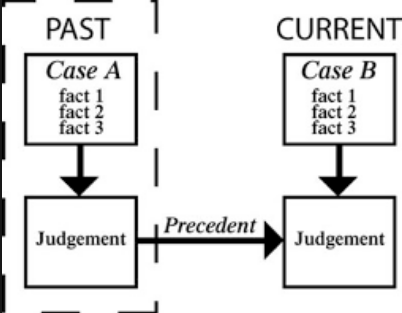 PAST
CURRENT
Case A
fact 1
fact 2
fact 3
Case B
fact 1
fact 2
fact 3
Judgement
Precedent
Judgement